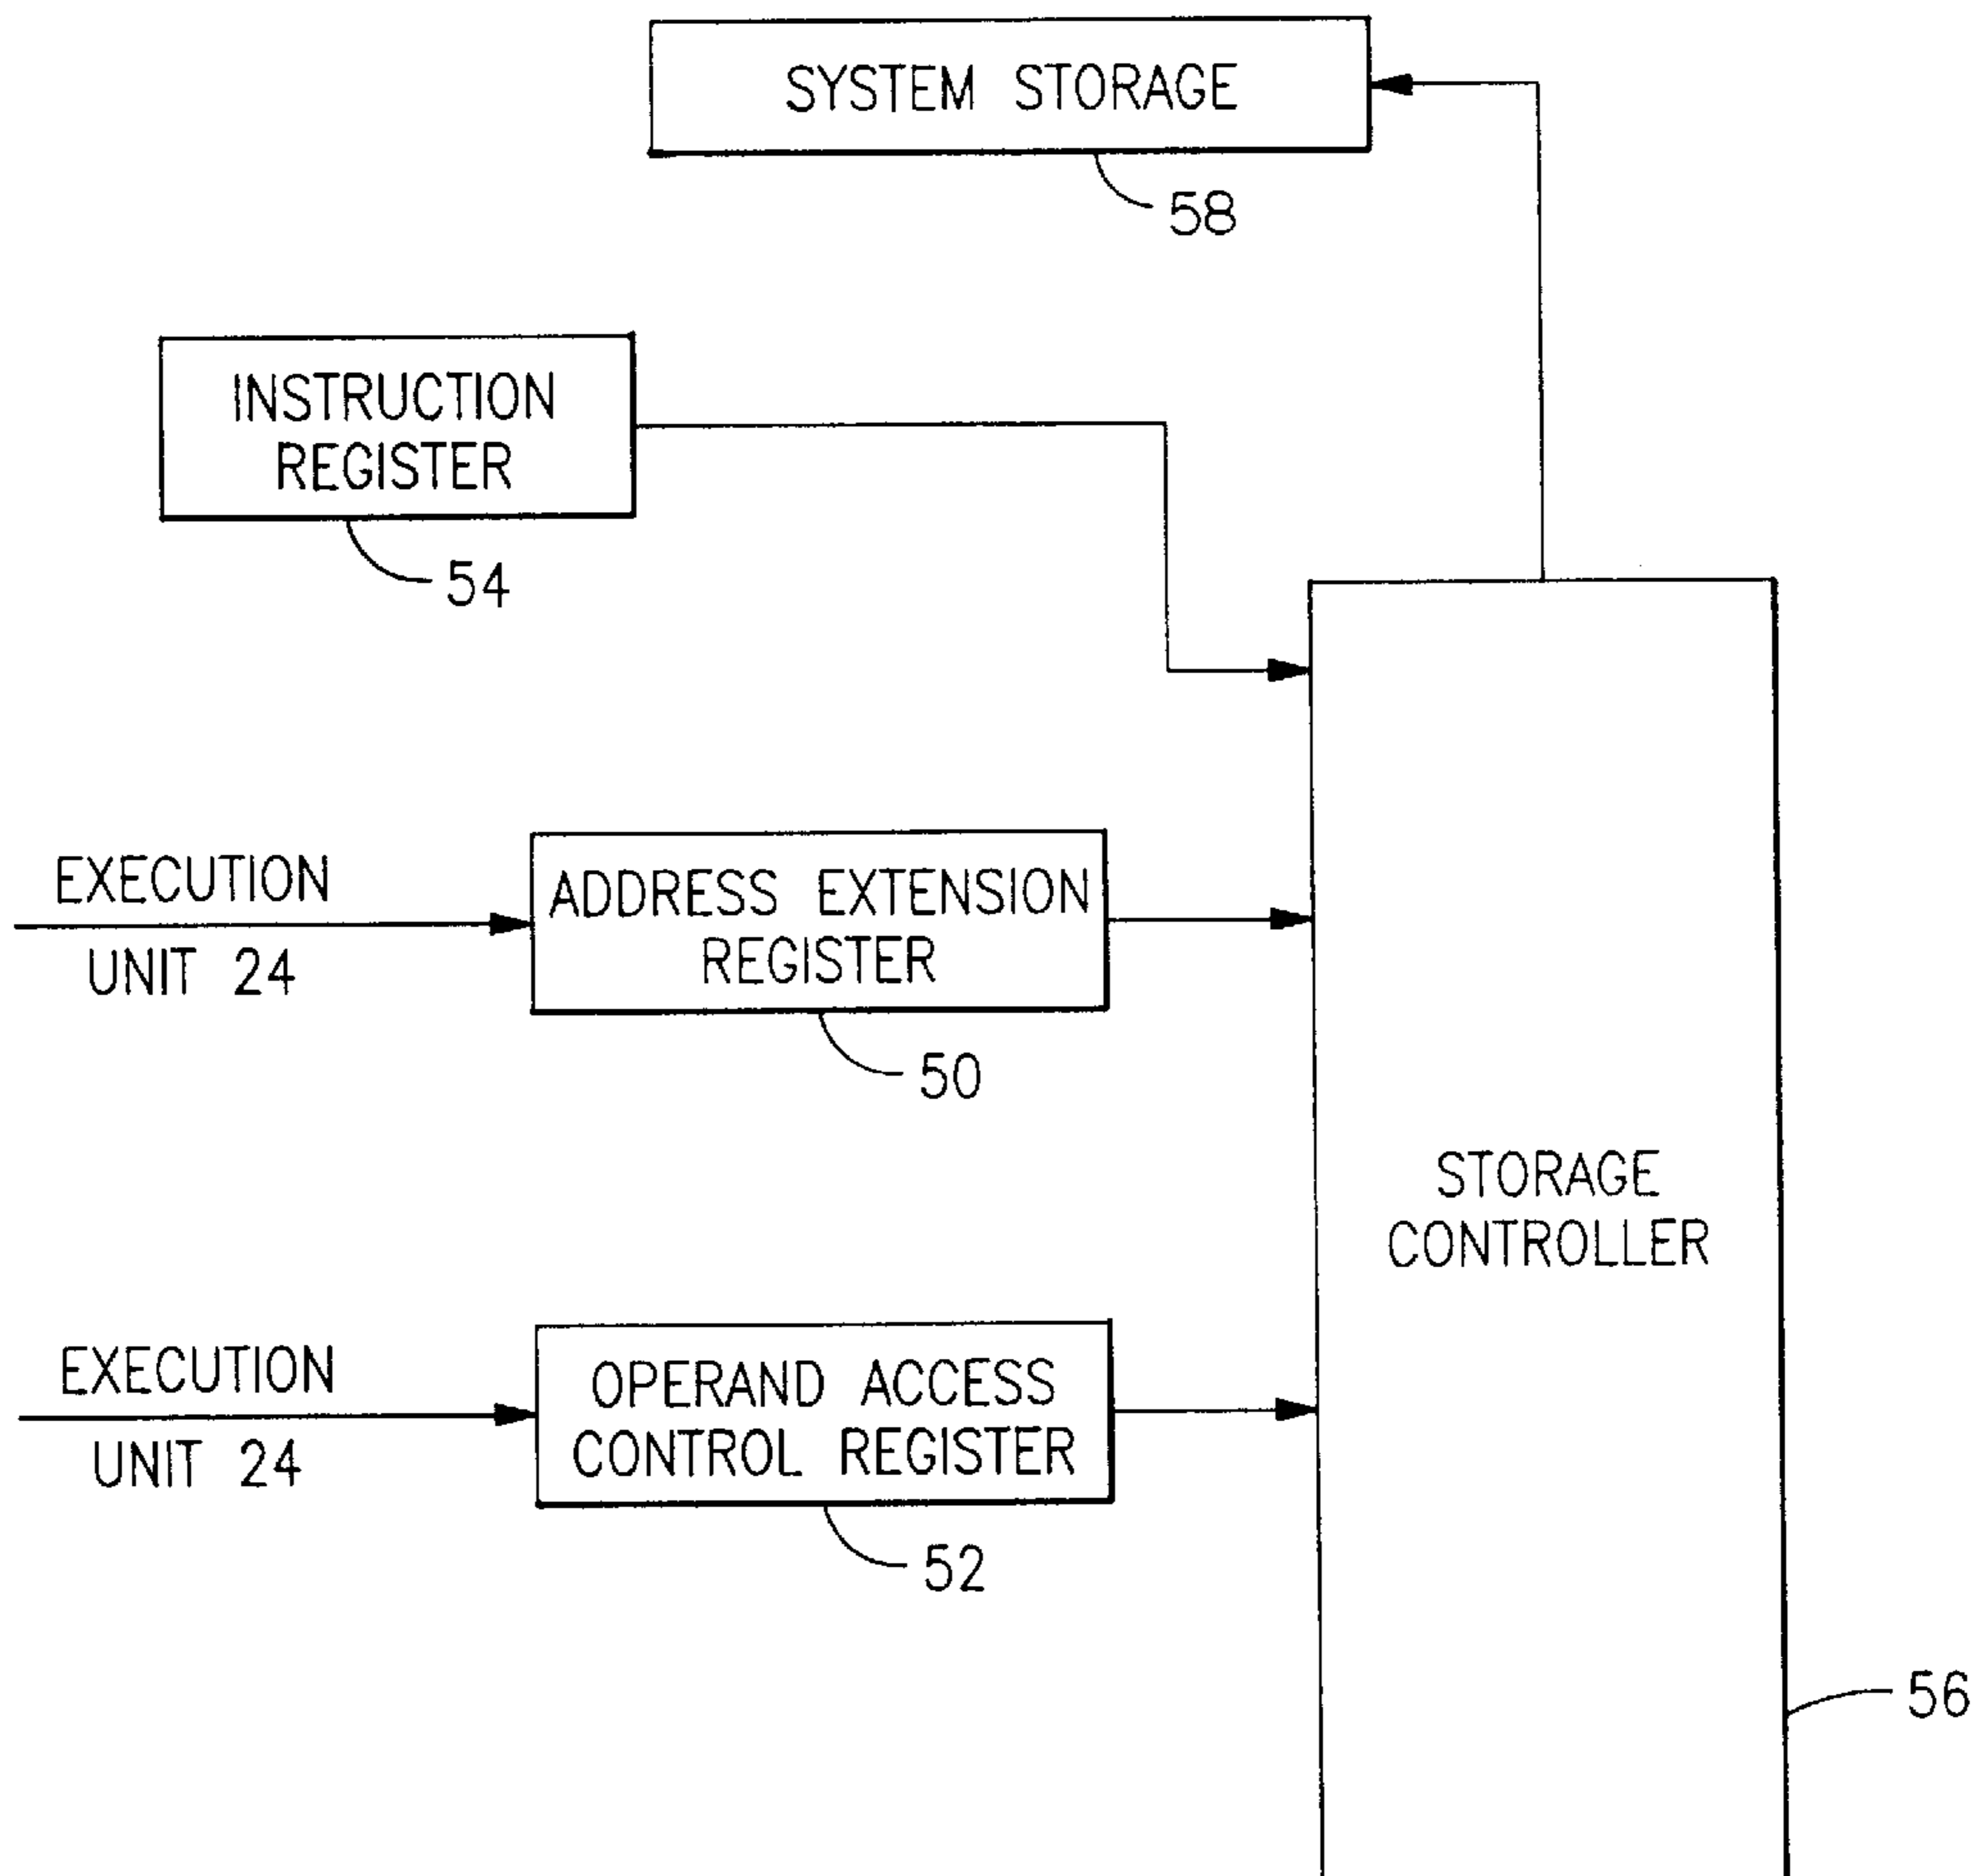 SYSTEM STORAGE
58
INSTRUCTION
REGISTER
54
EXECUTION
UNIT 24
ADDRESS EXTENSION
REGISTER
50
STORAGE
CONTROLLER
EXECUTION
UNIT 24
OPERAND ACCESS
CONTROL REGISTER
52
56